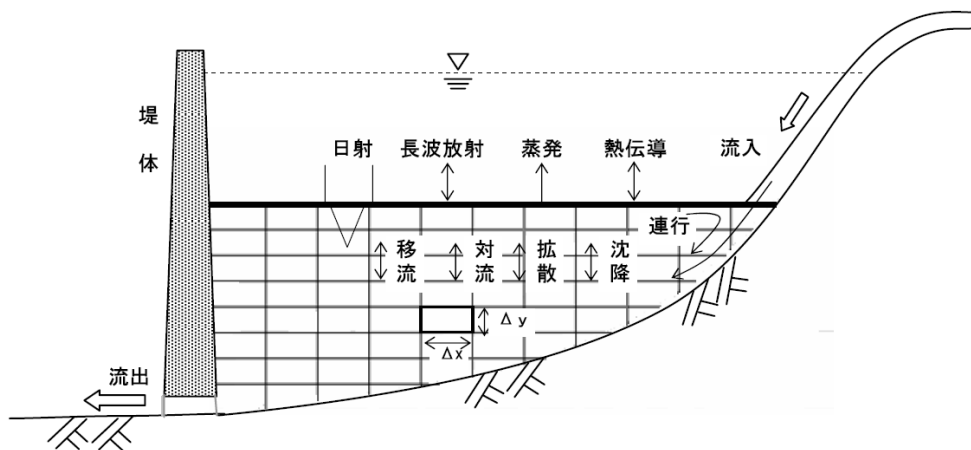 堤体
日射
長波放射
蒸発
熱伝導
流入
連行
移流
対流
拡散
沈降
Δy
Δx
流出